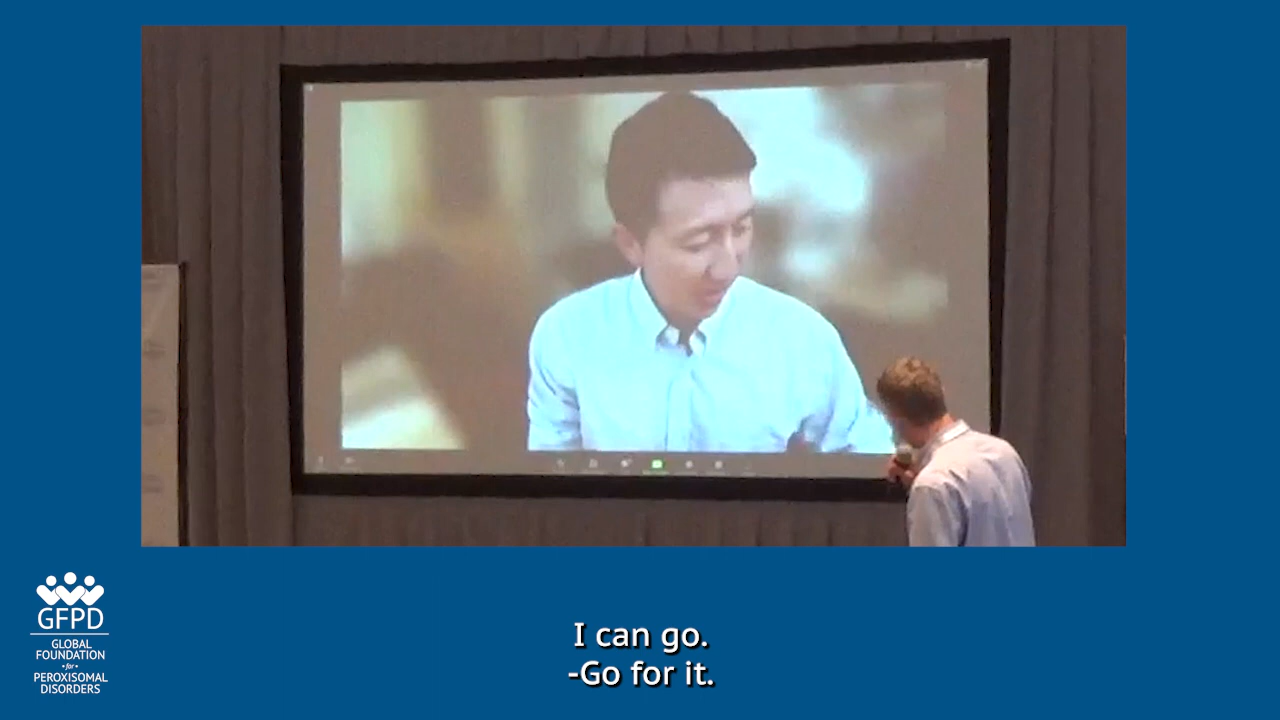 GFPD
GLOBAL
FOUNDATION
·for·
PEROXISOMAL
DISORDERS
I can go.
-Go for it.